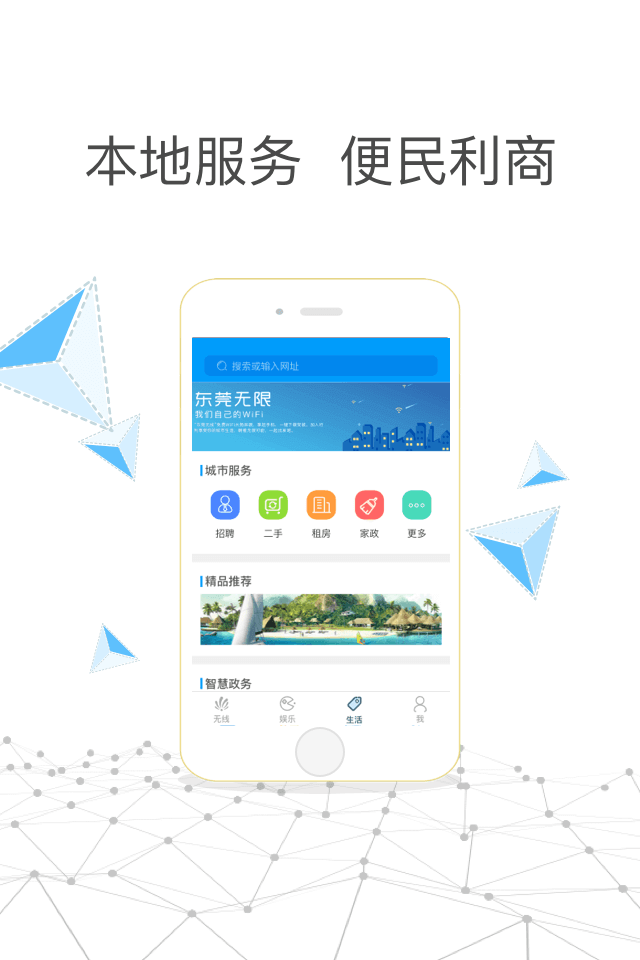 本地服务 便民利商
搜索或输入网址
东莞无限
我们自己的WiFi
城市服务
招聘 二手 租房 家政 更多
精品推荐
智慧政务
无线 娱乐 生活 我